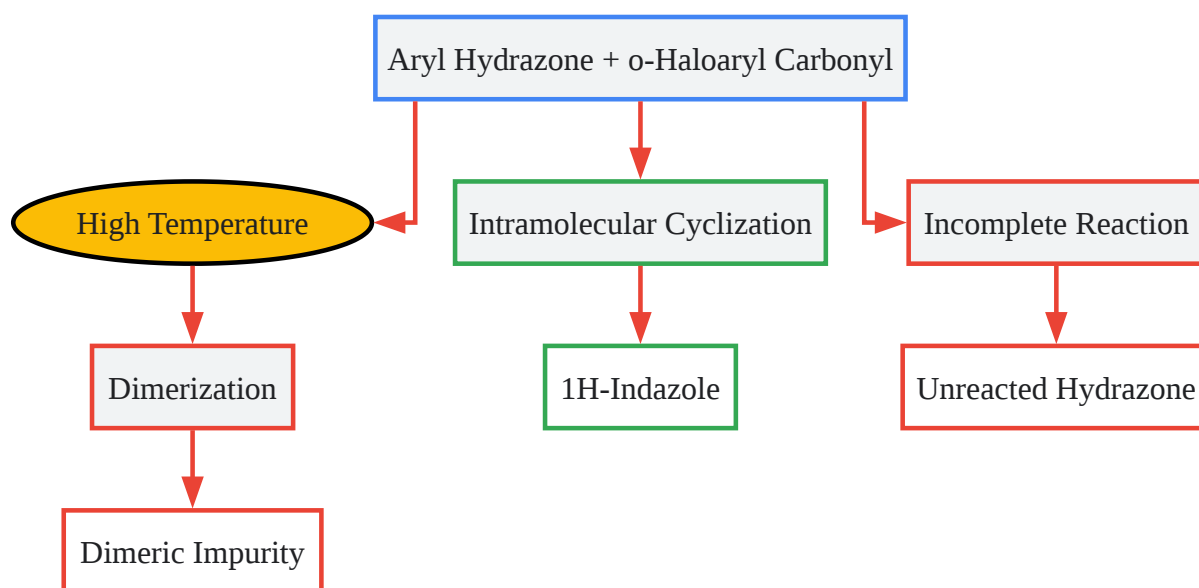 Aryl Hydrazone + o-Haloaryl Carbonyl
High Temperature
Intramolecular Cyclization
Incomplete Reaction
Dimerization
1H-Indazole
Unreacted Hydrazone
Dimeric Impurity